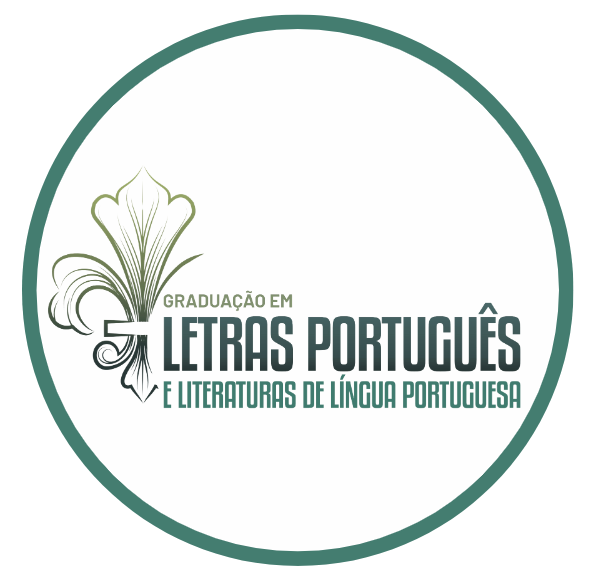 GRADUAÇÃO EM
LETRAS PORTUGUÊS
E LITERATURAS DE LÍNGUA PORTUGUESA